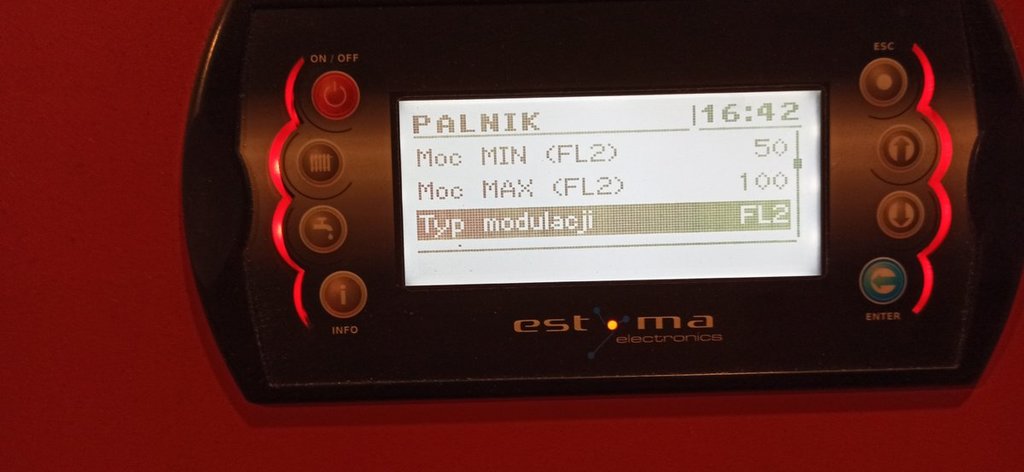 ON / OFF
ESC
PALNIK 16:42
Moc MIN (FL2) 50
Moc MAX (FL2) 100
Typ modulacji FL2
INFO
ENTER
estyma
electronics